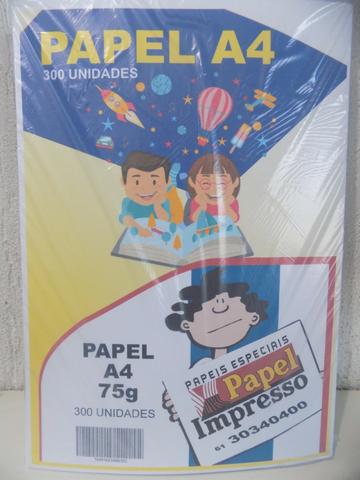 PAPEL A4
300 UNIDADES
PAPEL
A4
75g
300 UNIDADES
PAPEIS ESPECIAIS
Papel
Impresso
61 30340400